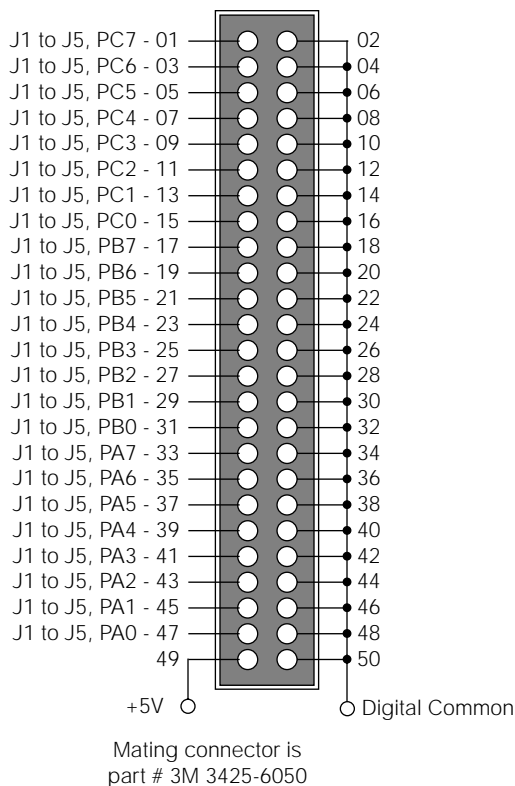 J1 to J5, PC7 - 01 02
J1 to J5, PC6 - 03 04
J1 to J5, PC5 - 05 06
J1 to J5, PC4 - 07 08
J1 to J5, PC3 - 09 10
J1 to J5, PC2 - 11 12
J1 to J5, PC1 - 13 14
J1 to J5, PC0 - 15 16
J1 to J5, PB7 - 17 18
J1 to J5, PB6 - 19 20
J1 to J5, PB5 - 21 22
J1 to J5, PB4 - 23 24
J1 to J5, PB3 - 25 26
J1 to J5, PB2 - 27 28
J1 to J5, PB1 - 29 30
J1 to J5, PB0 - 31 32
J1 to J5, PA7 - 33 34
J1 to J5, PA6 - 35 36
J1 to J5, PA5 - 37 38
J1 to J5, PA4 - 39 40
J1 to J5, PA3 - 41 42
J1 to J5, PA2 - 43 44
J1 to J5, PA1 - 45 46
J1 to J5, PA0 - 47 48
49 50
+5V Digital Common
Mating connector is
part # 3M 3425-6050